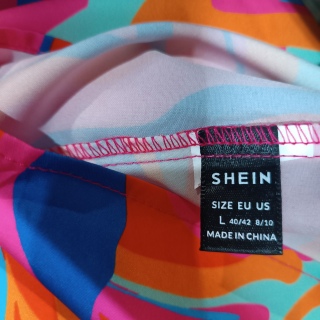 SHEIN
SIZE EU US
L 40/42 8/10
MADE IN CHINA